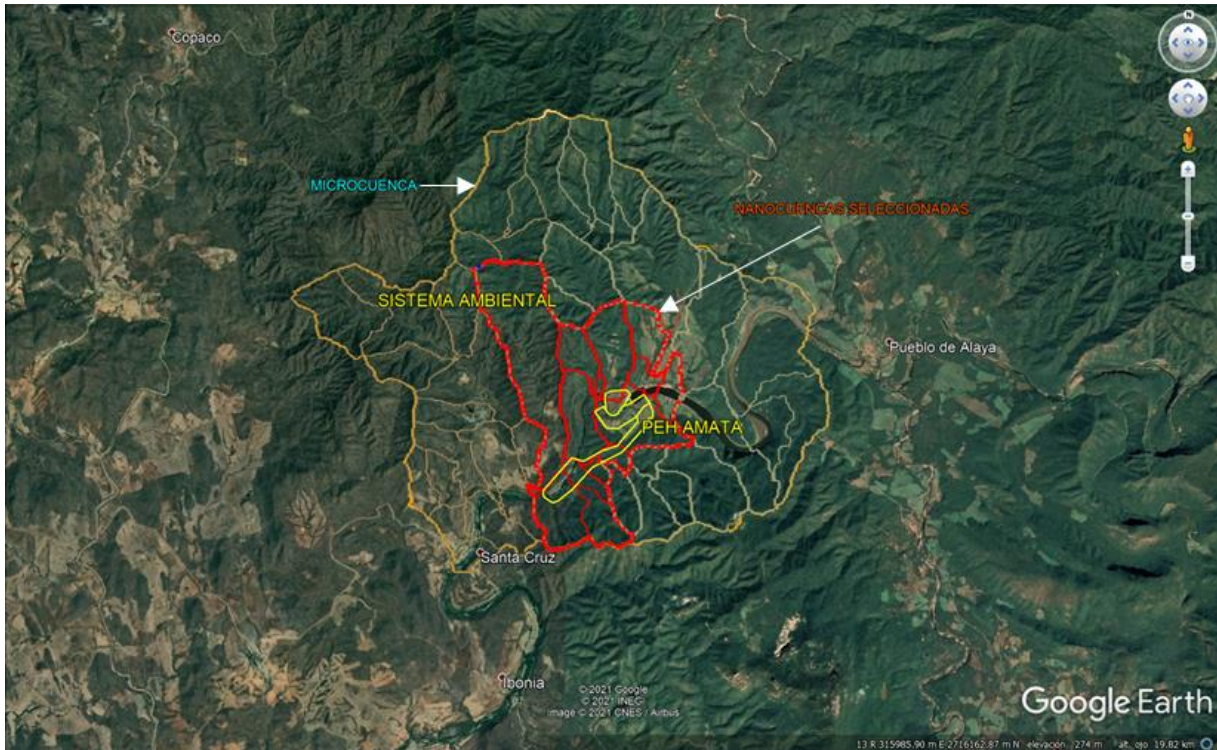 Copaco
N
MICROCUENCA
NANOCUENCAS SELECCIONADAS
SISTEMA AMBIENTAL
Pueblo de Alaya
PEH AMATA
Santa Cruz
Ibonia
© 2021 Google
© 2021 INEGI
Image © 2021 CNES / Airbus
Google Earth
13 R 315985.90 m E 2716162.87 m N elevación 274 m alt. ojo 19.82 km